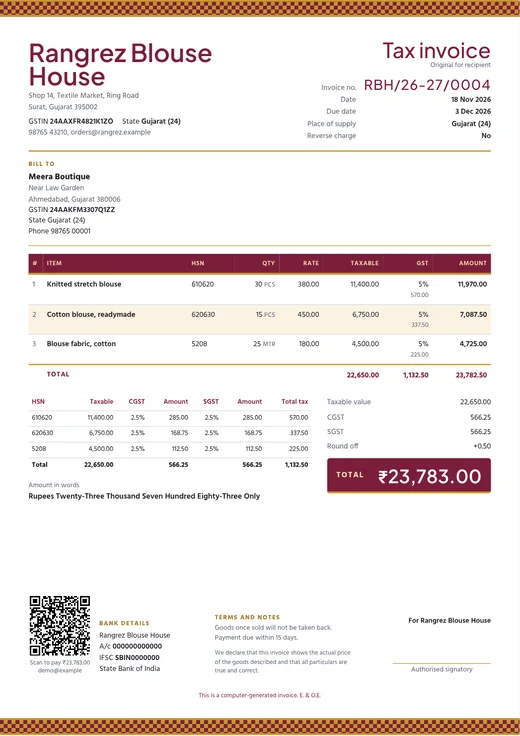 Rangrez Blouse House
Shop 14, Textile Market, Ring Road
Surat, Gujarat 395002
GSTIN 24AAXFR4821K1ZO State Gujarat (24)
98765 43210, orders@rangrez.example
Tax invoice
Original for recipient
Invoice no. RBH/26-27/0004
Date 18 Nov 2026
Due date 3 Dec 2026
Place of supply Gujarat (24)
Reverse charge No
BILL TO
Meera Boutique
Near Law Garden
Ahmedabad, Gujarat 380006
GSTIN 24AAKFM3307Q1ZZ
State Gujarat (24)
Phone 98765 00001
# ITEM HSN QTY RATE TAXABLE GST AMOUNT
1 Knitted stretch blouse 610620 30 PCS 380.00 11,400.00 5% 11,970.00
570.00
2 Cotton blouse, readymade 620630 15 PCS 450.00 6,750.00 5% 7,087.50
337.50
3 Blouse fabric, cotton 5208 25 MTR 180.00 4,500.00 5% 4,725.00
225.00
TOTAL 22,650.00 1,132.50 23,782.50
HSN Taxable CGST Amount SGST Amount Total tax
610620 11,400.00 2.5% 285.00 2.5% 285.00 570.00
620630 6,750.00 2.5% 168.75 2.5% 168.75 337.50
5208 4,500.00 2.5% 112.50 2.5% 112.50 225.00
Total 22,650.00 566.25 566.25 1,132.50
Amount in words
Rupees Twenty-Three Thousand Seven Hundred Eighty-Three Only
Taxable value 22,650.00
CGST 566.25
SGST 566.25
Round off +0.50
TOTAL ₹23,783.00
Scan to pay ₹23,783.00
demo@example
BANK DETAILS
Rangrez Blouse House
A/c 000000000000
IFSC SBIN0000000
State Bank of India
TERMS AND NOTES
Goods once sold will not be taken back.
Payment due within 15 days.
We declare that this invoice shows the actual price
of the goods described and that all particulars are
true and correct.
For Rangrez Blouse House
Authorised signatory
This is a computer-generated invoice. E. & O.E.